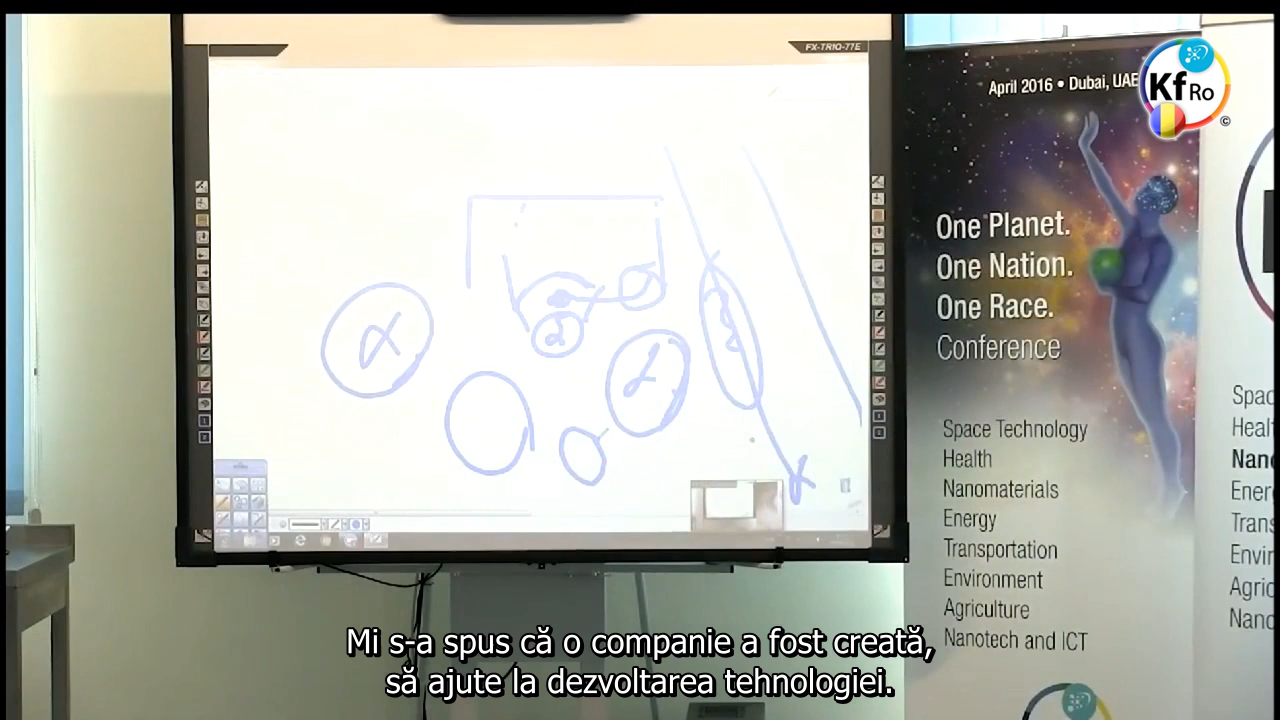 FX-TRIO-77E
April 2016 • Dubai, UAE
Kf Ro
©
One Planet.
One Nation.
One Race.
Conference
Space Technology
Health
Nanomaterials
Energy
Transportation
Environment
Agriculture
Nanotech and ICT
α
α
α
Mi s-a spus că o companie a fost creată,
să ajute la dezvoltarea tehnologiei.